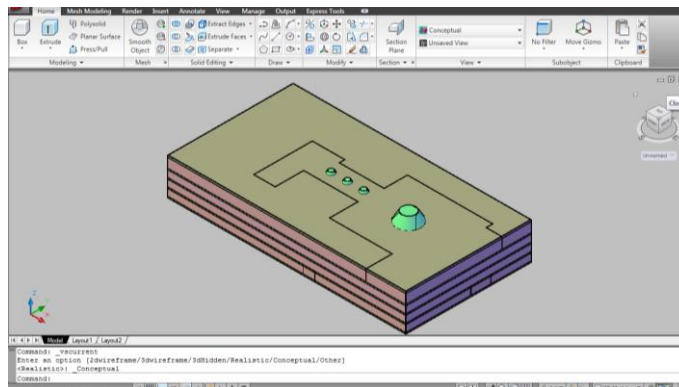 Home Mesh Modeling Render Insert Annotate View Manage Output Express Tools
Box
Extrude
Polysolid
Planar Surface
Press/Pull
Smooth Object
Extract Edges
Extrude Faces
Separate
Section Plane
Conceptual
Unsaved View
No Filter
Move Gizmo
Paste
Modeling Mesh Solid Editing Draw Modify Section View Subobject Clipboard
Clo
Unnamed
Z
X
Model Layout1 Layout2
Command: _vscurrent
Enter an option [2dwireframe/3dwireframe/3dHidden/Realistic/Conceptual/Other]
<Realistic>: _Conceptual
Command: